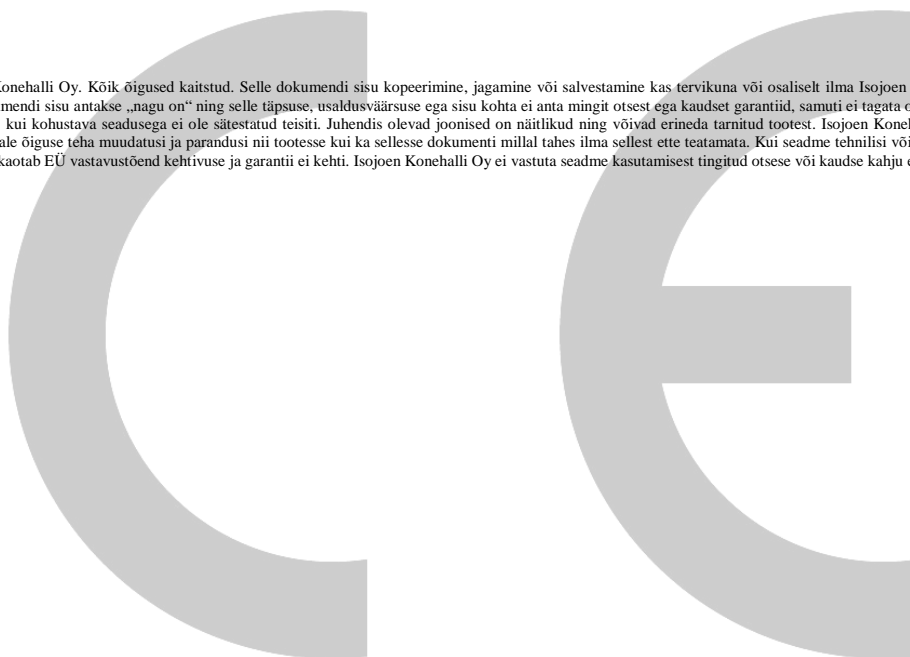 Konehalli Oy. Kõik õigused kaitstud. Selle dokumendi sisu kopeerimine, jagamine või salvestamine kas tervikuna või osaliselt ilma Isojoen
mendi sisu antakse „nagu on“ ning selle täpsuse, usaldusväärsuse ega sisu kohta ei anta mingit otsest ega kaudset garantiid, samuti ei tagata
kui kohustava seadusega ei ole sätestatud teisiti. Juhendis olevad joonised on näitlikud ning võivad erineda tarnitud tootest. Isojoen
õiguse teha muudatusi ja parandusi nii tootesse kui ka sellesse dokumenti millal tahes ilma sellest ette teatamata. Kui seadme tehnilisi
kaotab EÜ vastavustõend kehtivuse ja garantii ei kehti. Isojoen Konehalli Oy ei vastuta seadme kasutamisest tingitud otsese või kaudse kahju